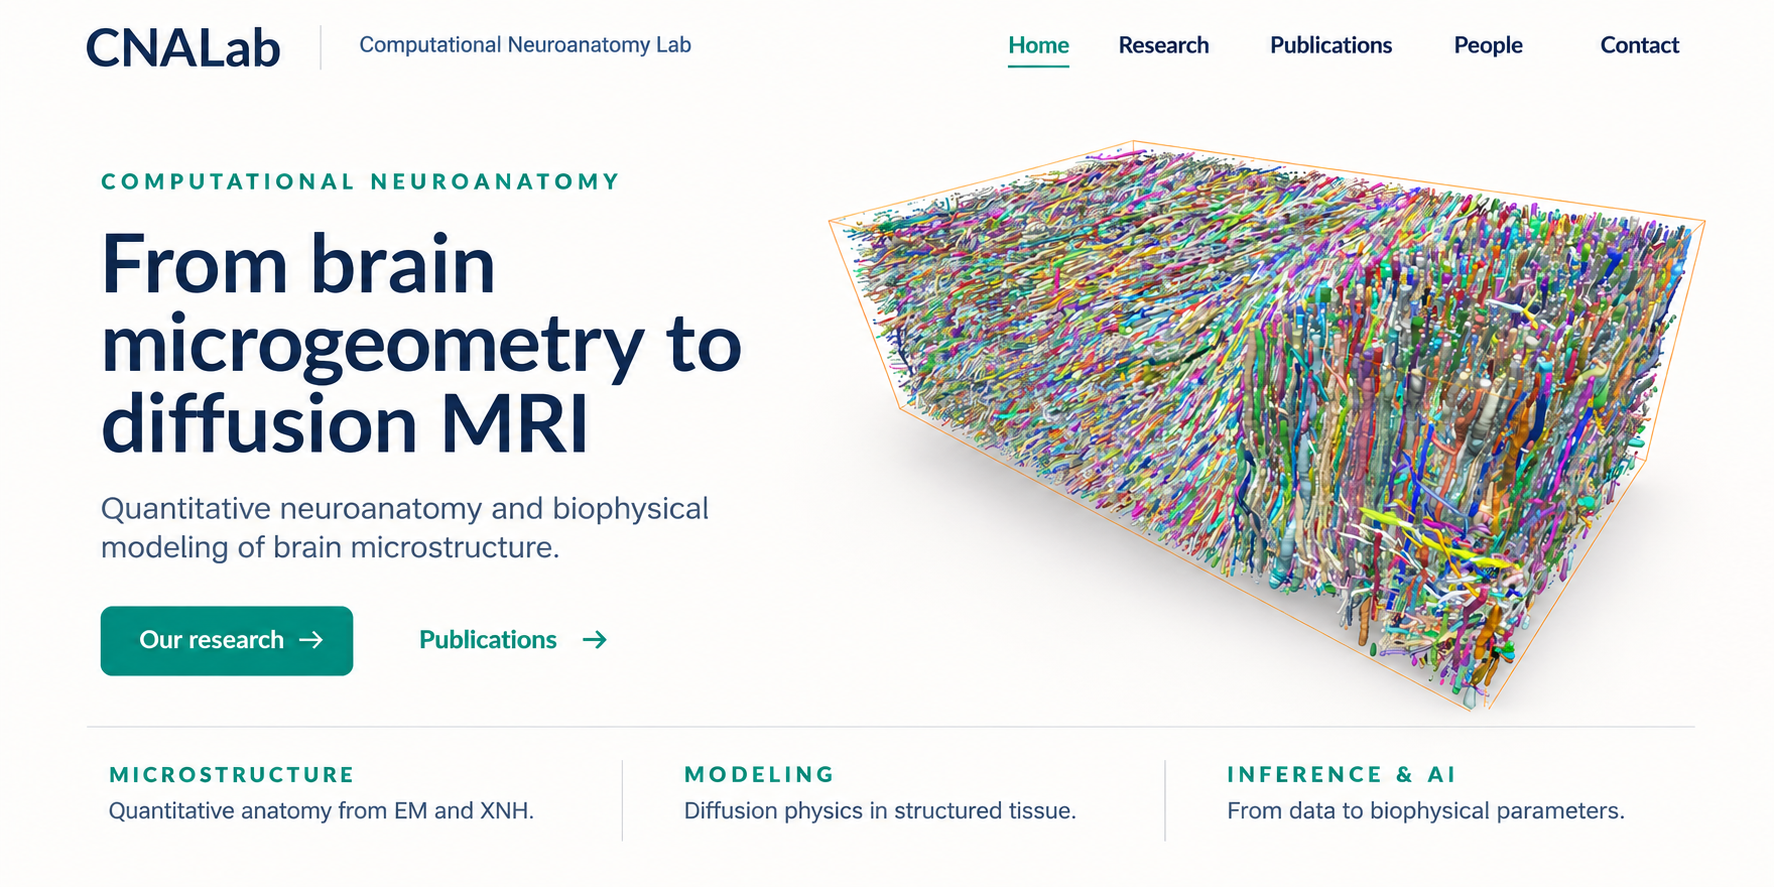 CNALab
Computational Neuroanatomy Lab
Home
Research
Publications
People
Contact
COMPUTATIONAL NEUROANATOMY
From brain
microgeometry to
diffusion MRI
Quantitative neuroanatomy and biophysical
modeling of brain microstructure.
Our research →
Publications →
MICROSTRUCTURE
Quantitative anatomy from EM and XNH.
MODELING
Diffusion physics in structured tissue.
INFERENCE & AI
From data to biophysical parameters.